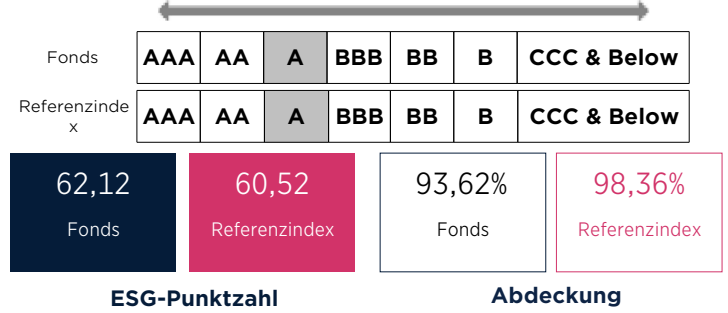 Fonds AAA AA A BBB BB B CCC & Below
Referenzinde
x AAA AA A BBB BB B CCC & Below
62,12 60,52 93,62% 98,36%
Fonds Referenzindex Fonds Referenzindex
ESG-Punktzahl Abdeckung